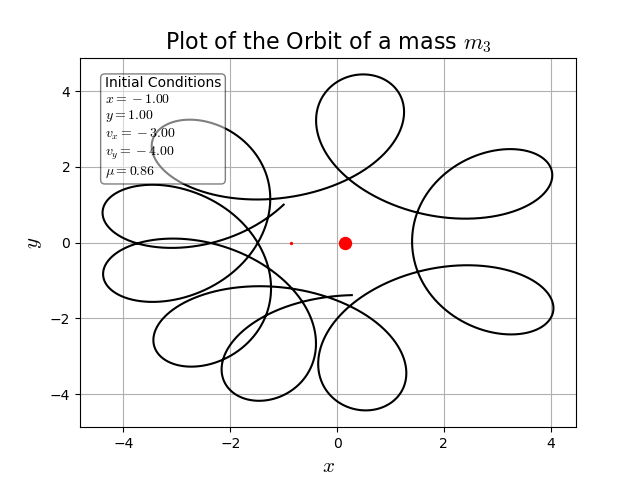 Plot of the Orbit of a mass m₃
Initial Conditions
x = −1.00
y = 1.00
vₓ = −3.00
v_y = −4.00
μ = 0.86
y
4
2
0
−2
−4
−4 −2 0 2 4
x